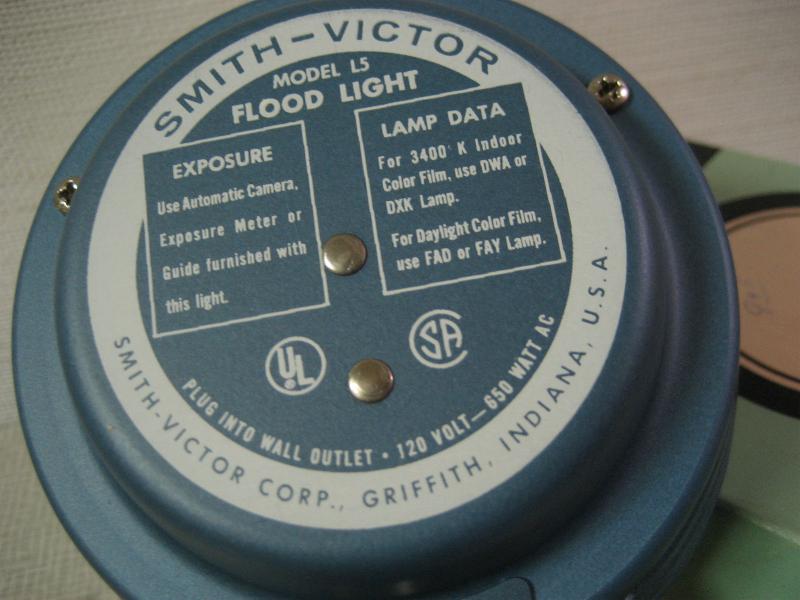 SMITH-VICTOR
MODEL L5
FLOOD LIGHT
EXPOSURE
Use Automatic Camera,
Exposure Meter or
Guide furnished with
this light.
LAMP DATA
For 3400° K Indoor
Color Film, use DWA or
DXK Lamp.
For Daylight Color Film,
use FAD or FAY Lamp.
UL
SA
PLUG INTO WALL OUTLET • 120 VOLT—650 WATT AC
SMITH-VICTOR CORP., GRIFFITH, INDIANA, U.S.A.